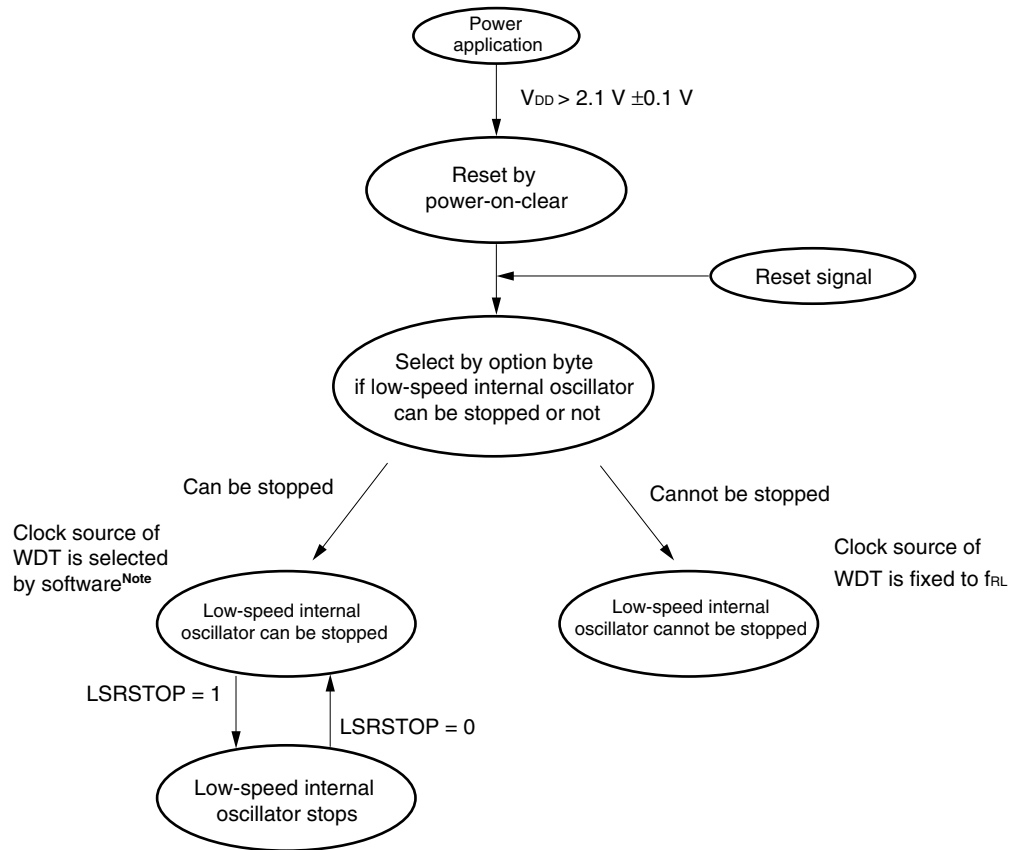 Power
application
VDD > 2.1 V ±0.1 V
Reset by
power-on-clear
Reset signal
Select by option byte
if low-speed internal oscillator
can be stopped or not
Can be stopped
Cannot be stopped
Clock source of
WDT is selected
by softwareNote
Clock source of
WDT is fixed to fRL
Low-speed internal
oscillator can be stopped
Low-speed internal
oscillator cannot be stopped
LSRSTOP = 1
LSRSTOP = 0
Low-speed internal
oscillator stops